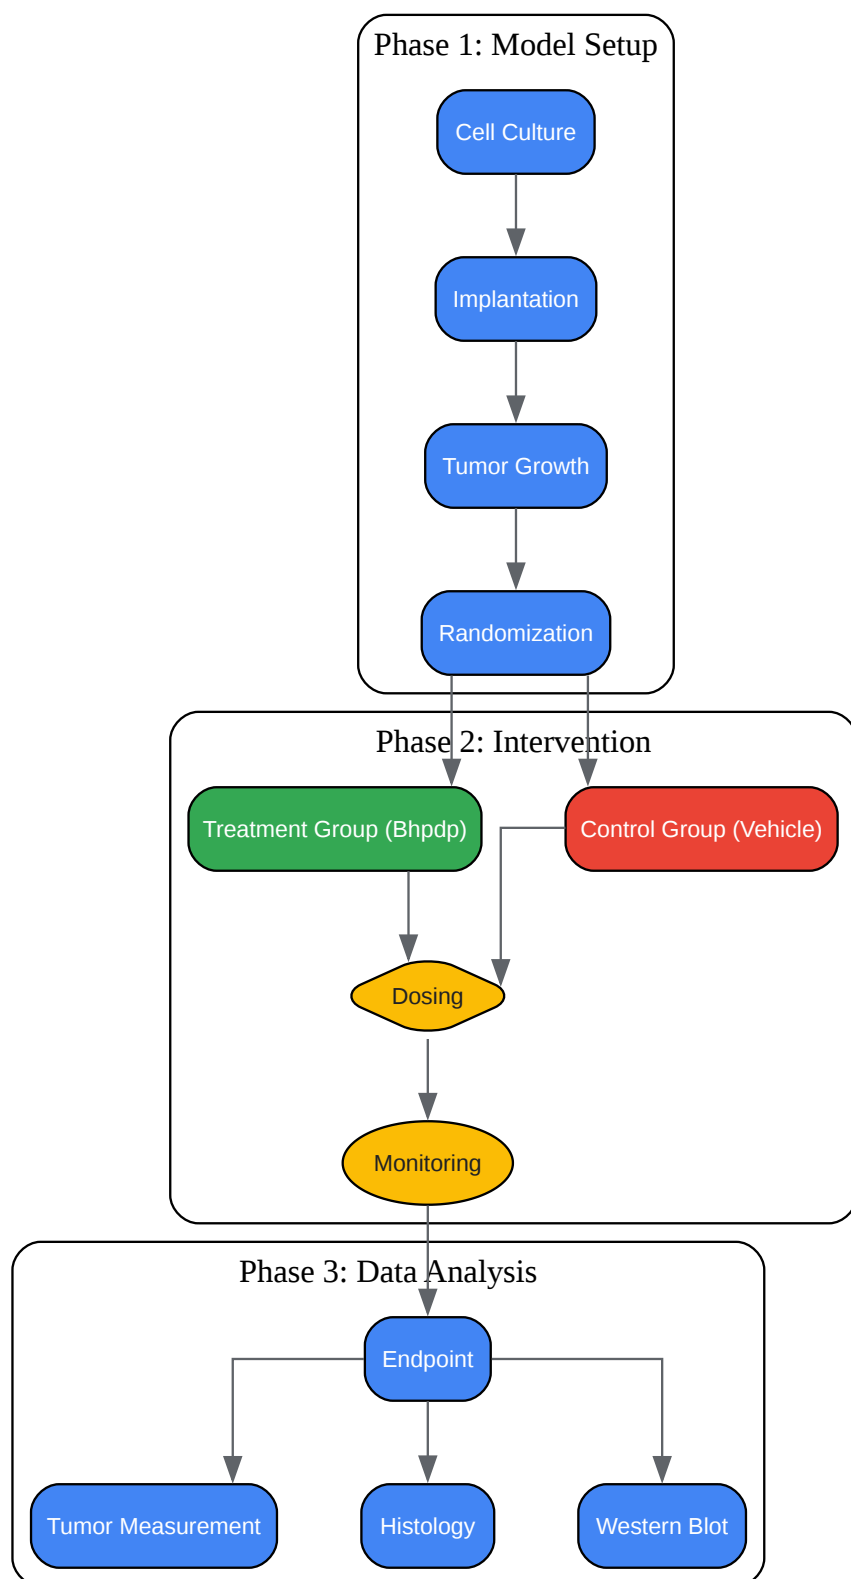 Phase 1: Model Setup
Cell Culture
Implantation
Tumor Growth
Randomization
Phase 2: Intervention
Treatment Group (Bhpdp)
Control Group (Vehicle)
Dosing
Monitoring
Phase 3: Data Analysis
Endpoint
Tumor Measurement
Histology
Western Blot